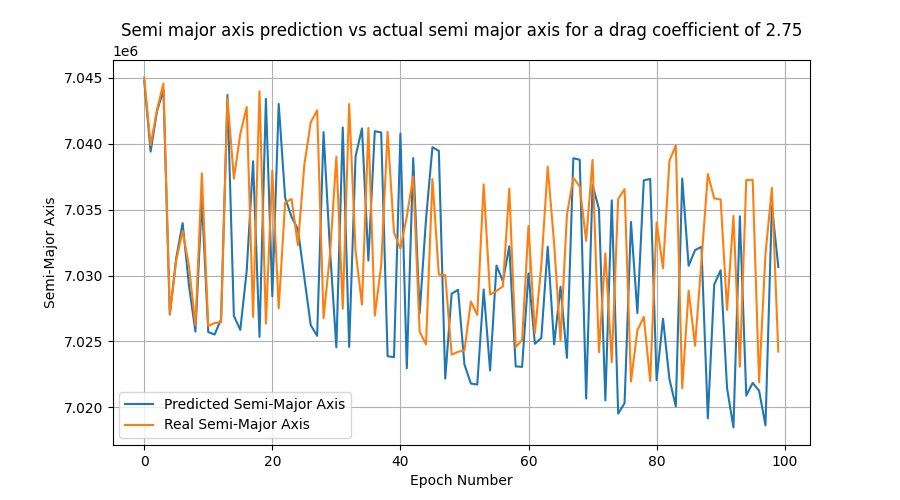 Semi major axis prediction vs actual semi major axis for a drag coefficient of 2.75
1e6
7.045
7.040
7.035
7.030
7.025
7.020
Semi-Major Axis
Predicted Semi-Major Axis
Real Semi-Major Axis
0 20 40 60 80 100
Epoch Number